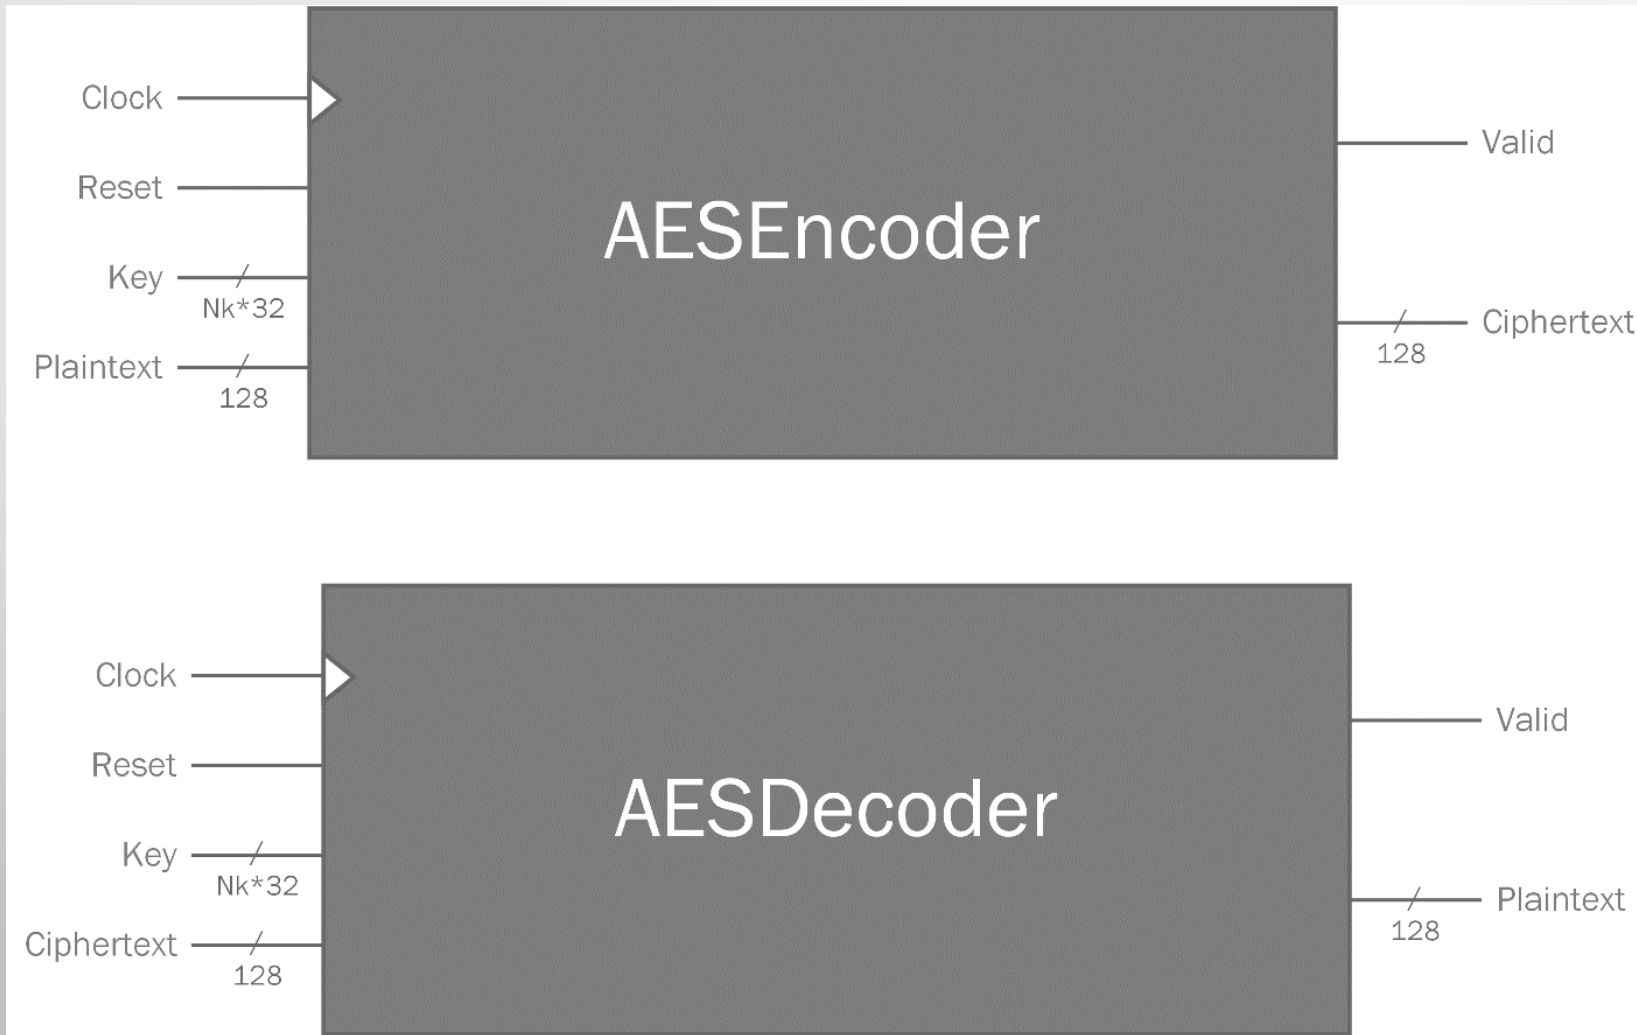 Clock
Reset
Key
Nk*32
Plaintext
128
AESEncoder
Valid
Ciphertext
128
Clock
Reset
Key
Nk*32
Ciphertext
128
AESDecoder
Valid
Plaintext
128